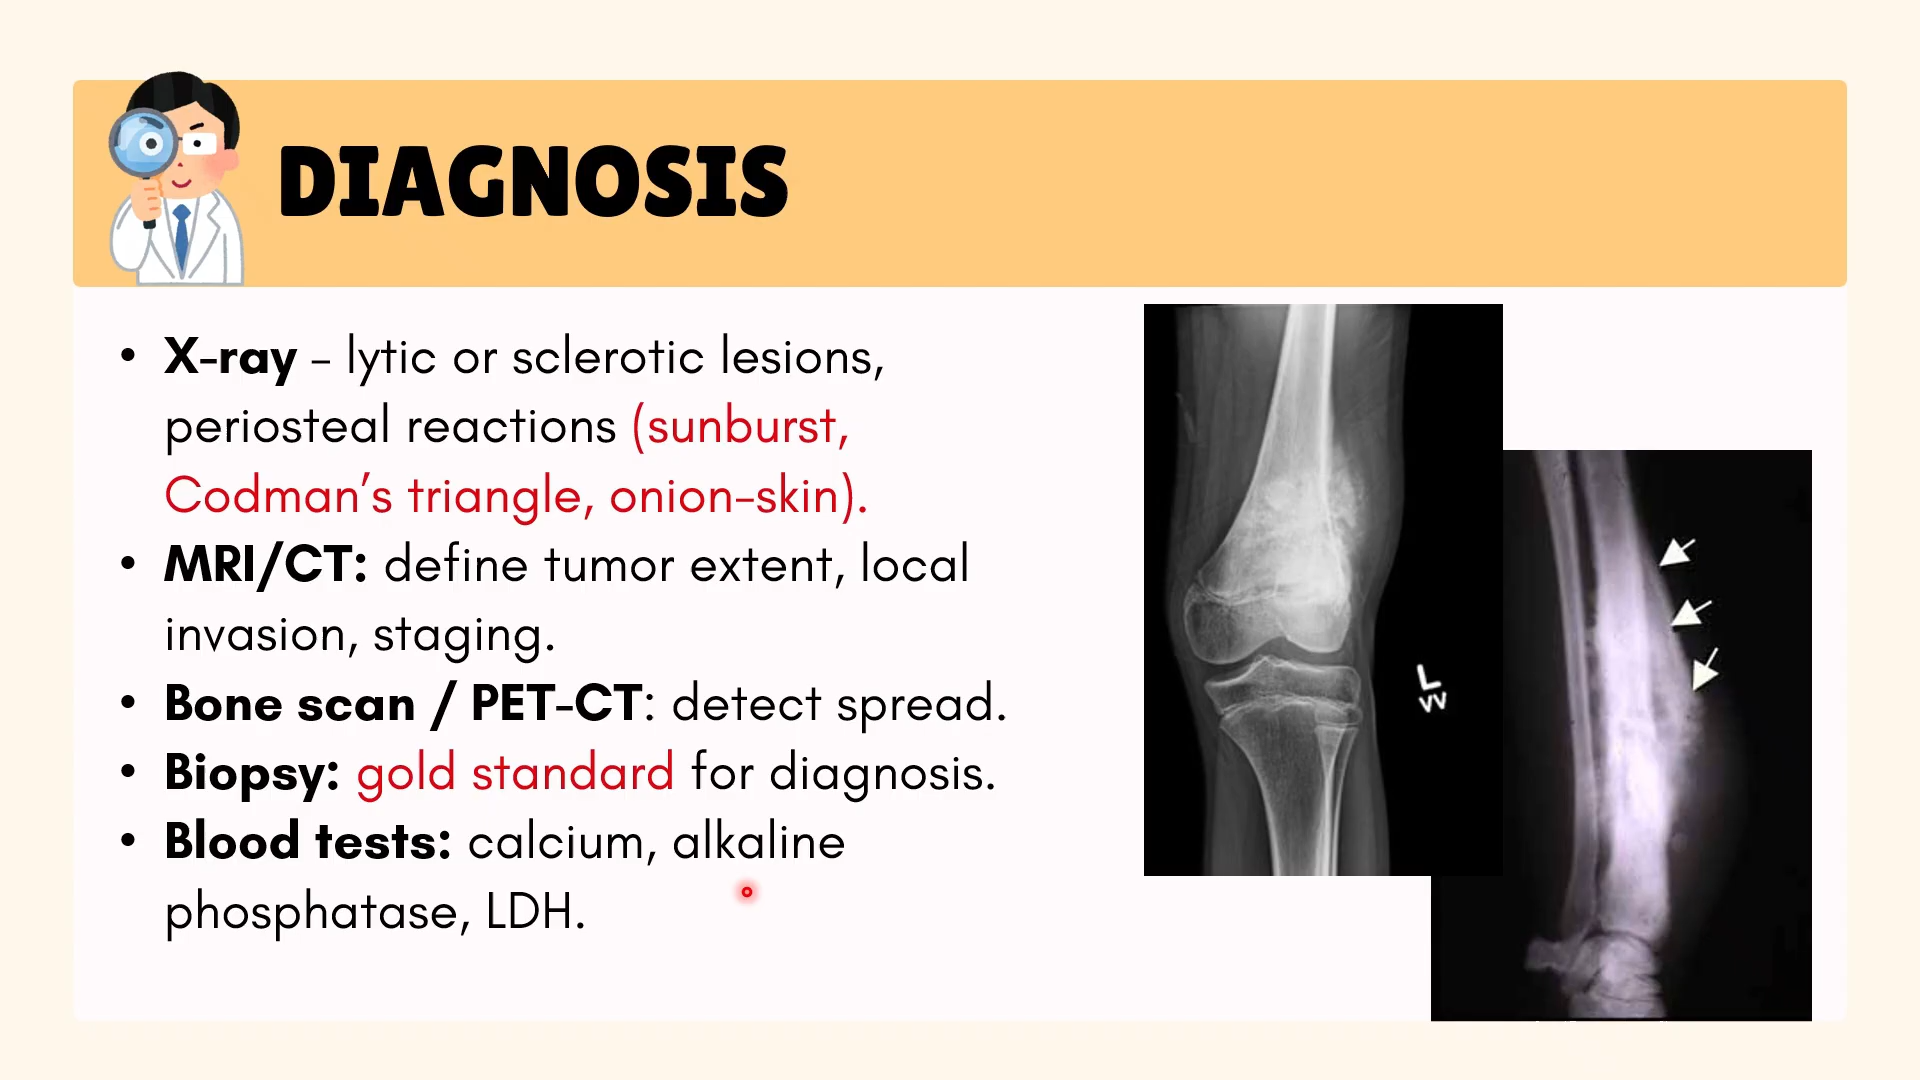 DIAGNOSIS
• X-ray – lytic or sclerotic lesions,
periosteal reactions (sunburst,
Codman’s triangle, onion-skin).
• MRI/CT: define tumor extent, local
invasion, staging.
• Bone scan / PET-CT: detect spread.
• Biopsy: gold standard for diagnosis.
• Blood tests: calcium, alkaline
phosphatase, LDH.
L
VV